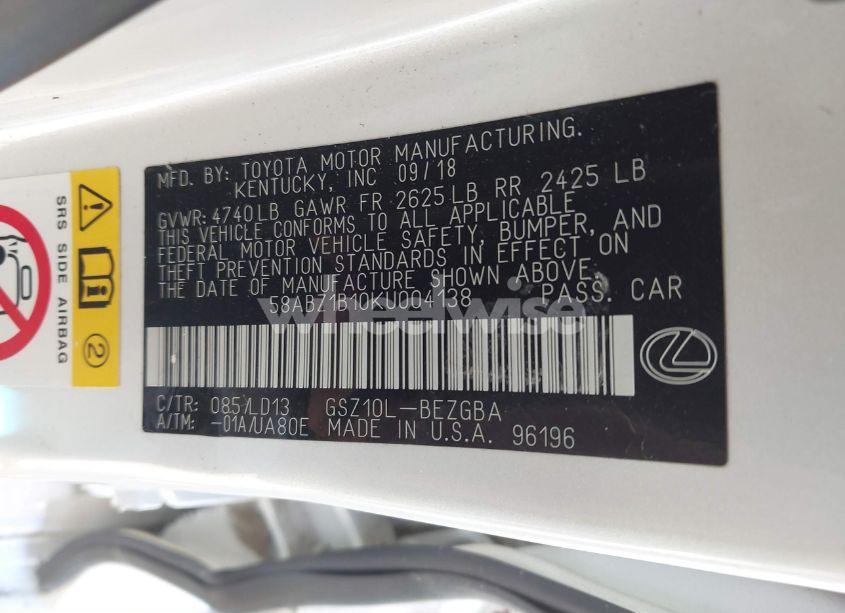 MFD. BY: TOYOTA MOTOR MANUFACTURING.
KENTUCKY, INC 09/18
GVWR: 4740LB GAWR FR 2625LB RR 2425 LB
THIS VEHICLE CONFORMS TO ALL APPLICABLE
FEDERAL MOTOR VEHICLE SAFETY, BUMPER, AND
THEFT PREVENTION STANDARDS IN EFFECT ON
THE DATE OF MANUFACTURE SHOWN ABOVE.
58ABZ1B10KU004138 PASS. CAR
C/TR: 085/LD13 GSZ10L-BEZGBA
A/TM: -01A/UA80E MADE IN U.S.A. 96196
SRS SIDE AIRBAG
2
wheelwise